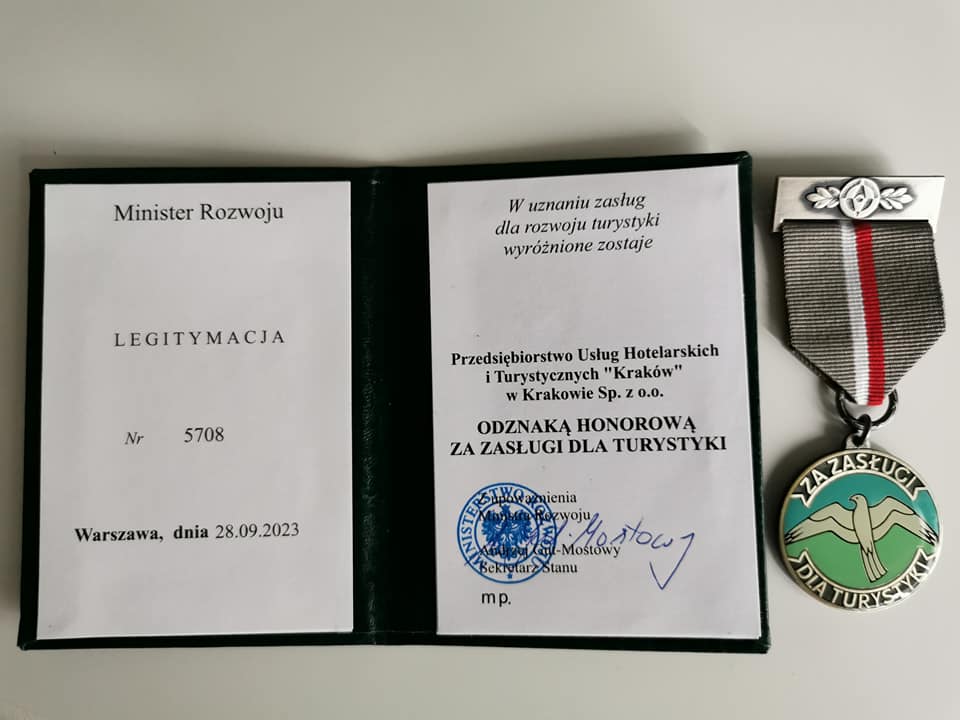 Minister Rozwoju
LEGITYMACJA
Nr 5708
Warszawa, dnia 28.09.2023
W uznaniu zasług
dla rozwoju turystyki
wyróżnione zostaje
Przedsiębiorstwo Usług Hotelarskich
i Turystycznych "Kraków"
w Krakowie Sp. z o.o.
ODZNAKĄ HONOROWĄ
ZA ZASŁUGI DLA TURYSTYKI
Z upoważnienia
Ministra Rozwoju
Andrzej Gut-Mostowy
Sekretarz Stanu
mp.
MINISTERSTWO
ZA ZASŁUGI
DLA TURYSTYKI